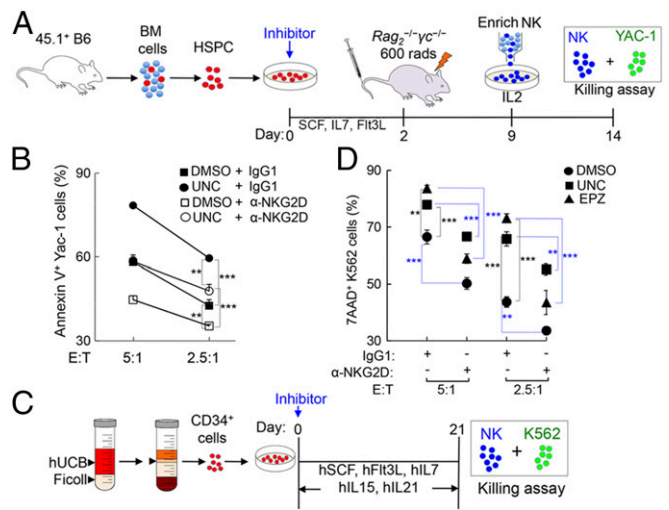 A
45.1⁺ B6
BM cells
HSPC
Inhibitor
Rag₂⁻/⁻γc⁻/⁻
600 rads
Enrich NK
IL2
NK + YAC-1
Killing assay
SCF, IL7, Flt3L
Day: 0 2 9 14
B
Annexin V⁺ Yac-1 cells (%)
90
60
30
DMSO + IgG1
UNC + IgG1
DMSO + α-NKG2D
UNC + α-NKG2D
** ***
** ***
E:T 5:1 2.5:1
D
7AAD⁺ K562 cells (%)
90
70
50
30
DMSO
UNC
EPZ
** *** *** *** ***
*** *** ** ** ***
IgG1: + - + -
α-NKG2D: - + - +
E:T 5:1 2.5:1
C
hUCB
Ficoll
CD34⁺ cells
Inhibitor
Day: 0 21
hSCF, hFlt3L, hIL7
hIL15, hIL21
NK + K562
Killing assay